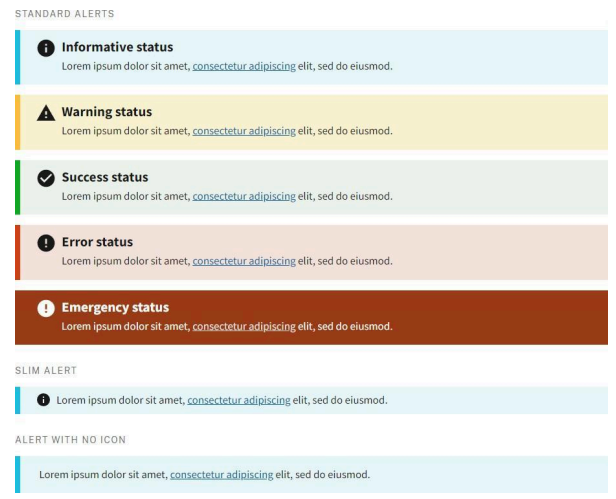 STANDARD ALERTS
Informative status
Lorem ipsum dolor sit amet, consectetur adipiscing elit, sed do eiusmod.
Warning status
Lorem ipsum dolor sit amet, consectetur adipiscing elit, sed do eiusmod.
Success status
Lorem ipsum dolor sit amet, consectetur adipiscing elit, sed do eiusmod.
Error status
Lorem ipsum dolor sit amet, consectetur adipiscing elit, sed do eiusmod.
Emergency status
Lorem ipsum dolor sit amet, consectetur adipiscing elit, sed do eiusmod.
SLIM ALERT
Lorem ipsum dolor sit amet, consectetur adipiscing elit, sed do eiusmod.
ALERT WITH NO ICON
Lorem ipsum dolor sit amet, consectetur adipiscing elit, sed do eiusmod.